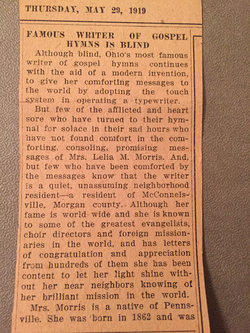 THURSDAY, MAY 29, 1919
FAMOUS WRITER OF GOSPEL
HYMNS IS BLIND
Although blind, Ohio's most famous
writer of gospel hymns continues
with the aid of a modern invention,
to give her comforting messages to
the world by adopting the touch
system in operating a typewriter.
But few of the afflicted and heart
sore who have turned to their hym-
nal for solace in their sad hours who
have not found comfort in the com-
forting, consoling, promising mes-
sages of Mrs. Lelia M. Morris. And,
but few who have been comforted by
the messages know that the writer
is a quiet, unassuming neighborhood
resident—a resident of McConnels-
ville, Morgan county. Although her
fame is world wide and she is known
to some of the greatest evangelists,
choir directors and foreign mission-
aries in the world, and has letters
of congratulation and appreciation
from hundreds of them she has been
content to let her light shine with-
out her near neighbors knowing of
her brilliant mission in the world.
Mrs. Morris is a native of Penns-
ville. She was born in 1862 and was